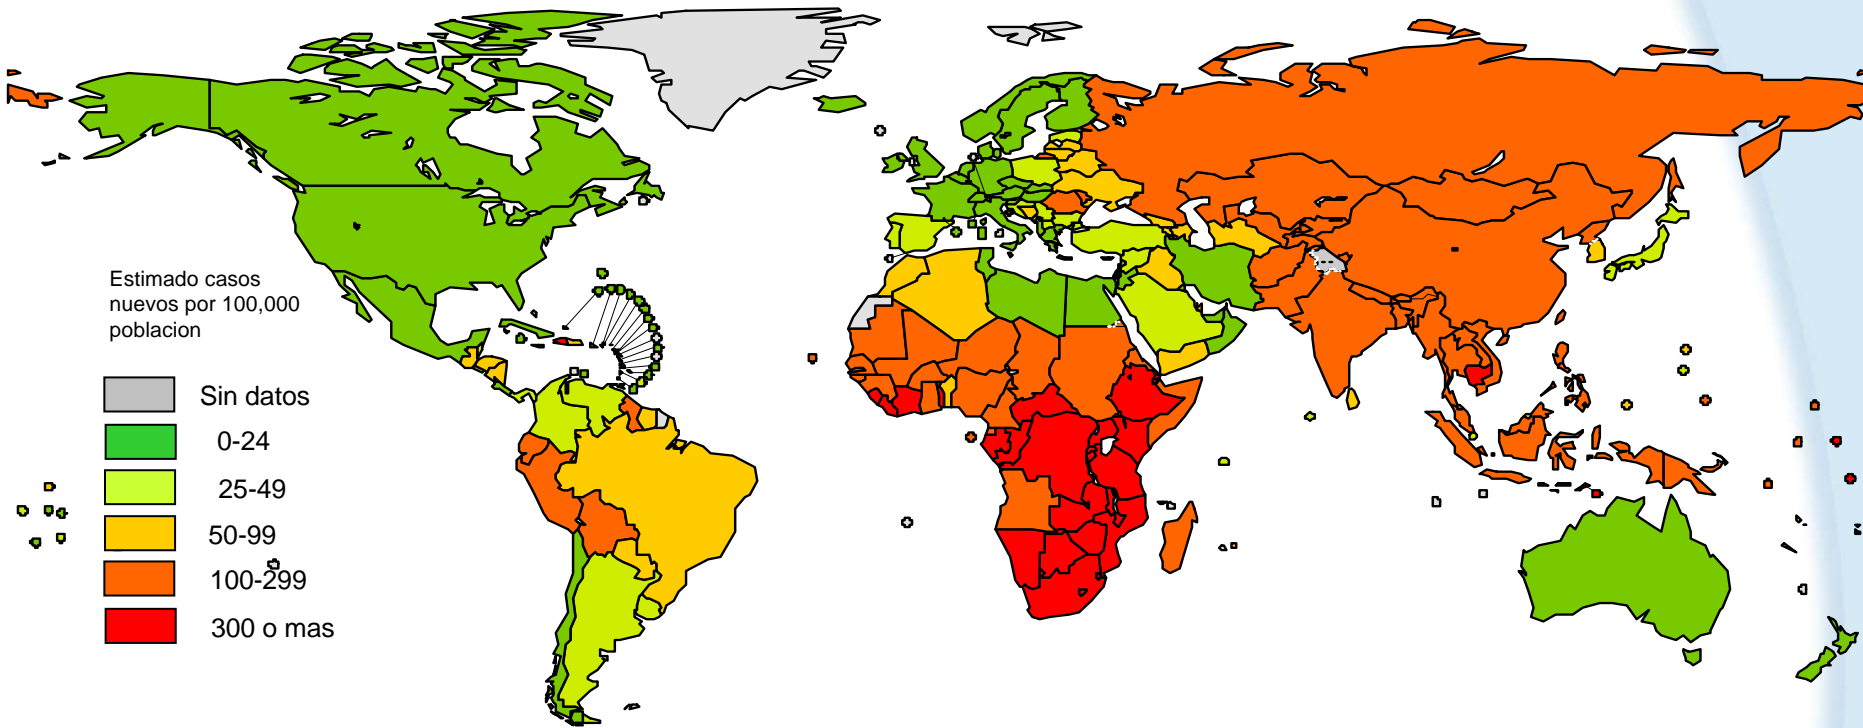 Estimado casos
nuevos por 100,000
poblacion
Sin datos
0-24
25-49
50-99
100-299
300 o mas